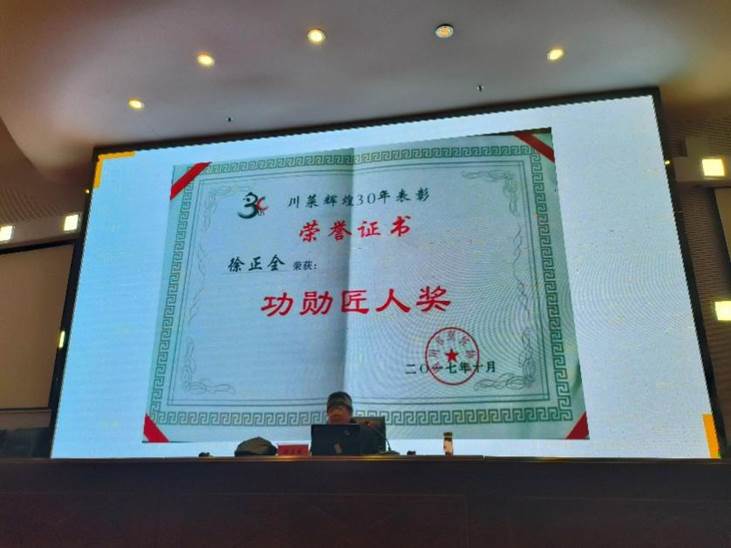 川菜辉煌30年表彰
荣誉证书
徐正全 荣获：
功勋匠人奖
二〇一七年十月